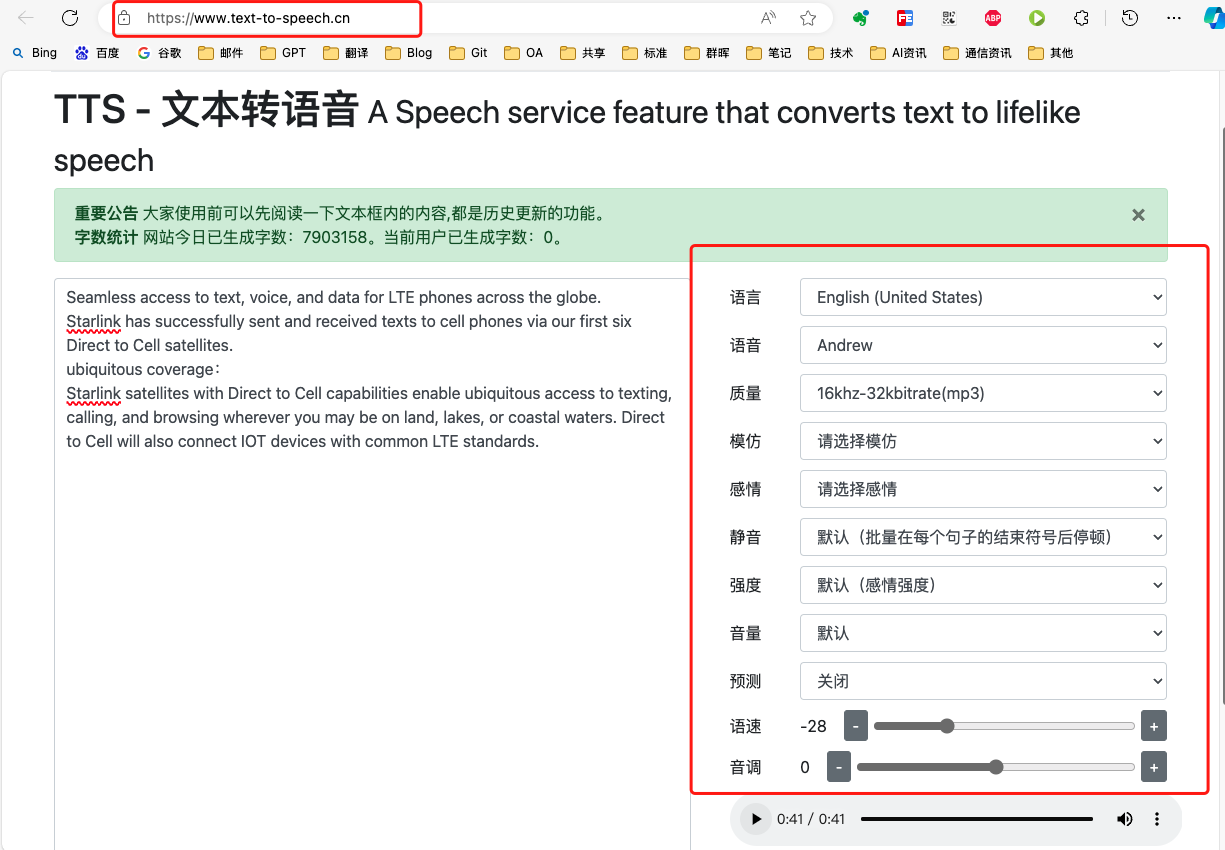 https://www.text-to-speech.cn
A
FE
ABP
Bing 百度 谷歌 邮件 GPT 翻译 Blog Git OA 共享 标准 群晖 笔记 技术 AI资讯 通信资讯 其他
TTS - 文本转语音 A Speech service feature that converts text to lifelike
speech
重要公告 大家使用前可以先阅读一下文本框内的内容,都是历史更新的功能。
×
字数统计 网站今日已生成字数：7903158。当前用户已生成字数：0。
Seamless access to text, voice, and data for LTE phones across the globe.
Starlink has successfully sent and received texts to cell phones via our first six
Direct to Cell satellites.
ubiquitous coverage：
Starlink satellites with Direct to Cell capabilities enable ubiquitous access to texting,
calling, and browsing wherever you may be on land, lakes, or coastal waters. Direct
to Cell will also connect IOT devices with common LTE standards.
语言 English (United States)
语音 Andrew
质量 16khz-32kbitrate(mp3)
模仿 请选择模仿
感情 请选择感情
静音 默认（批量在每个句子的结束符号后停顿）
强度 默认（感情强度）
音量 默认
预测 关闭
语速 -28 - +
音调 0 - +
0:41 / 0:41